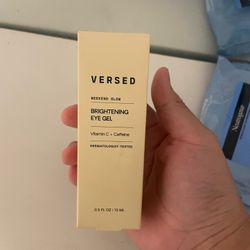 VERSED
WEEKEND GLOW
BRIGHTENING
EYE GEL
Vitamin C + Caffeine
DERMATOLOGIST-TESTED
0.5 FL OZ / 15 ML
Neutrogena